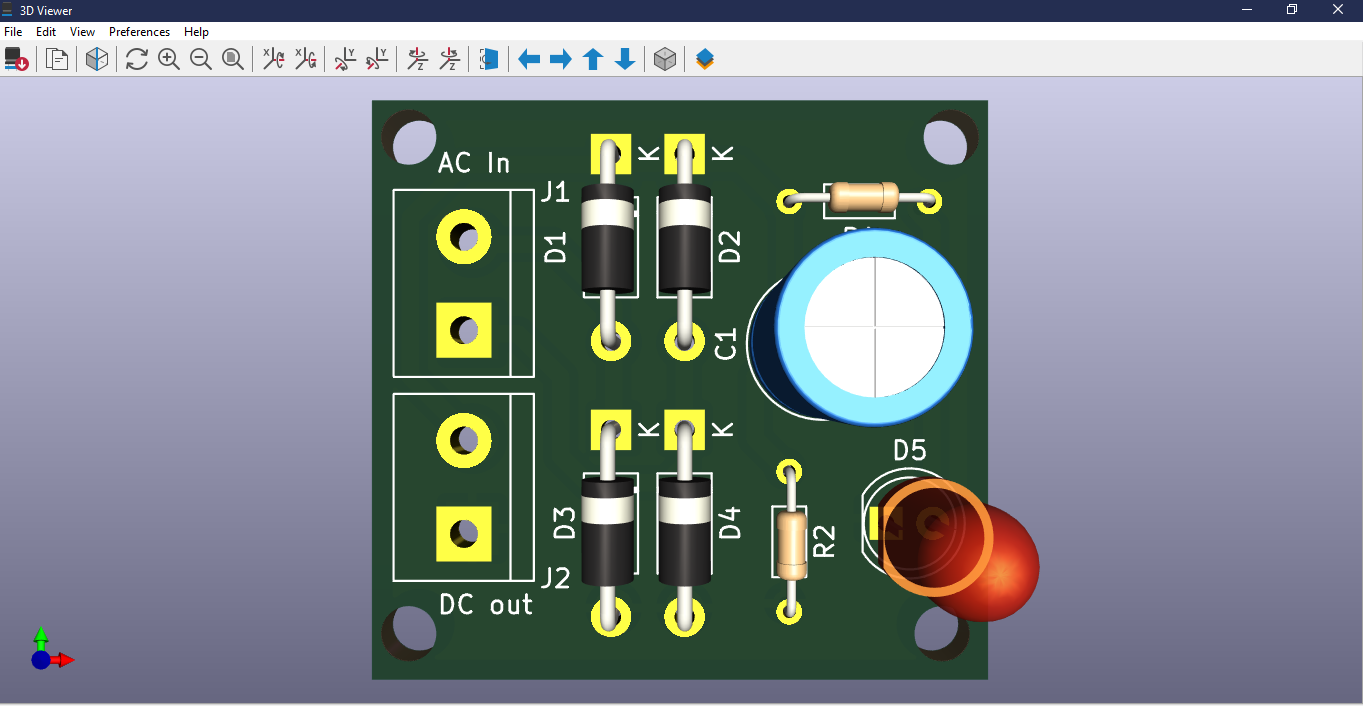 3D Viewer
File Edit View Preferences Help
AC In
J1
K
K
D1
D2
C1
K
K
D5
D3
D4
R2
J2
DC out